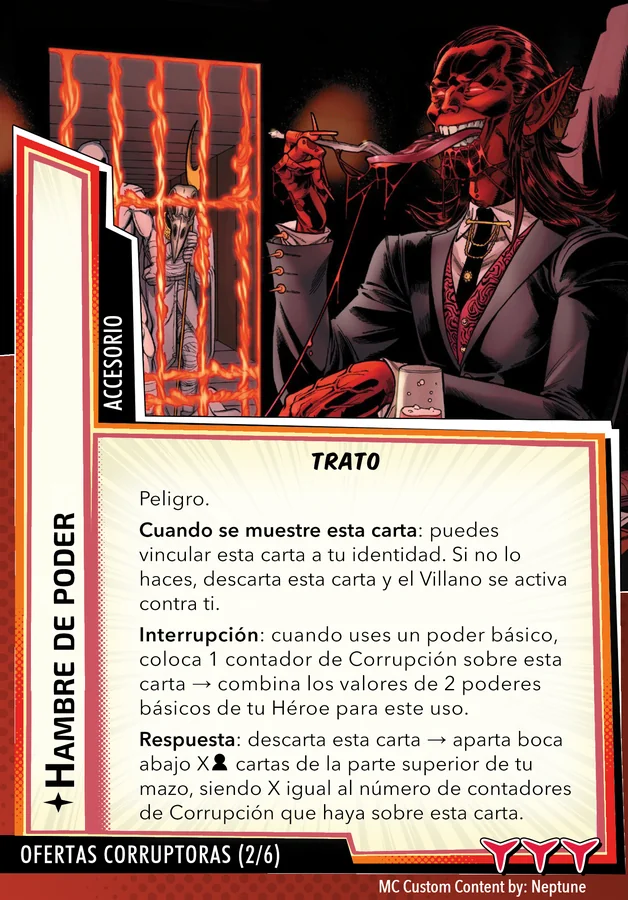 ACCESORIO
HAMBRE DE PODER
TRATO
Peligro.
Cuando se muestre esta carta: puedes
vincular esta carta a tu identidad. Si no lo
haces, descarta esta carta y el Villano se activa
contra ti.
Interrupción: cuando uses un poder básico,
coloca 1 contador de Corrupción sobre esta
carta → combina los valores de 2 poderes
básicos de tu Héroe para este uso.
Respuesta: descarta esta carta → aparta boca
abajo X👤 cartas de la parte superior de tu
mazo, siendo X igual al número de contadores
de Corrupción que haya sobre esta carta.
OFERTAS CORRUPTORAS (2/6)
MC Custom Content by: Neptune